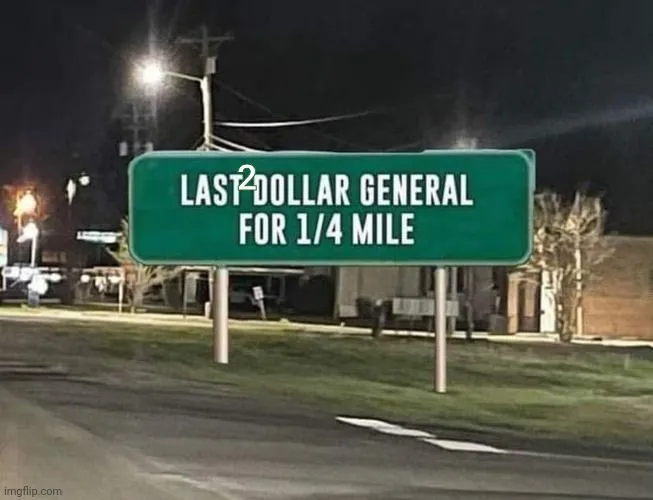 LAST 2 DOLLAR GENERAL
FOR 1/4 MILE
imgflip.com